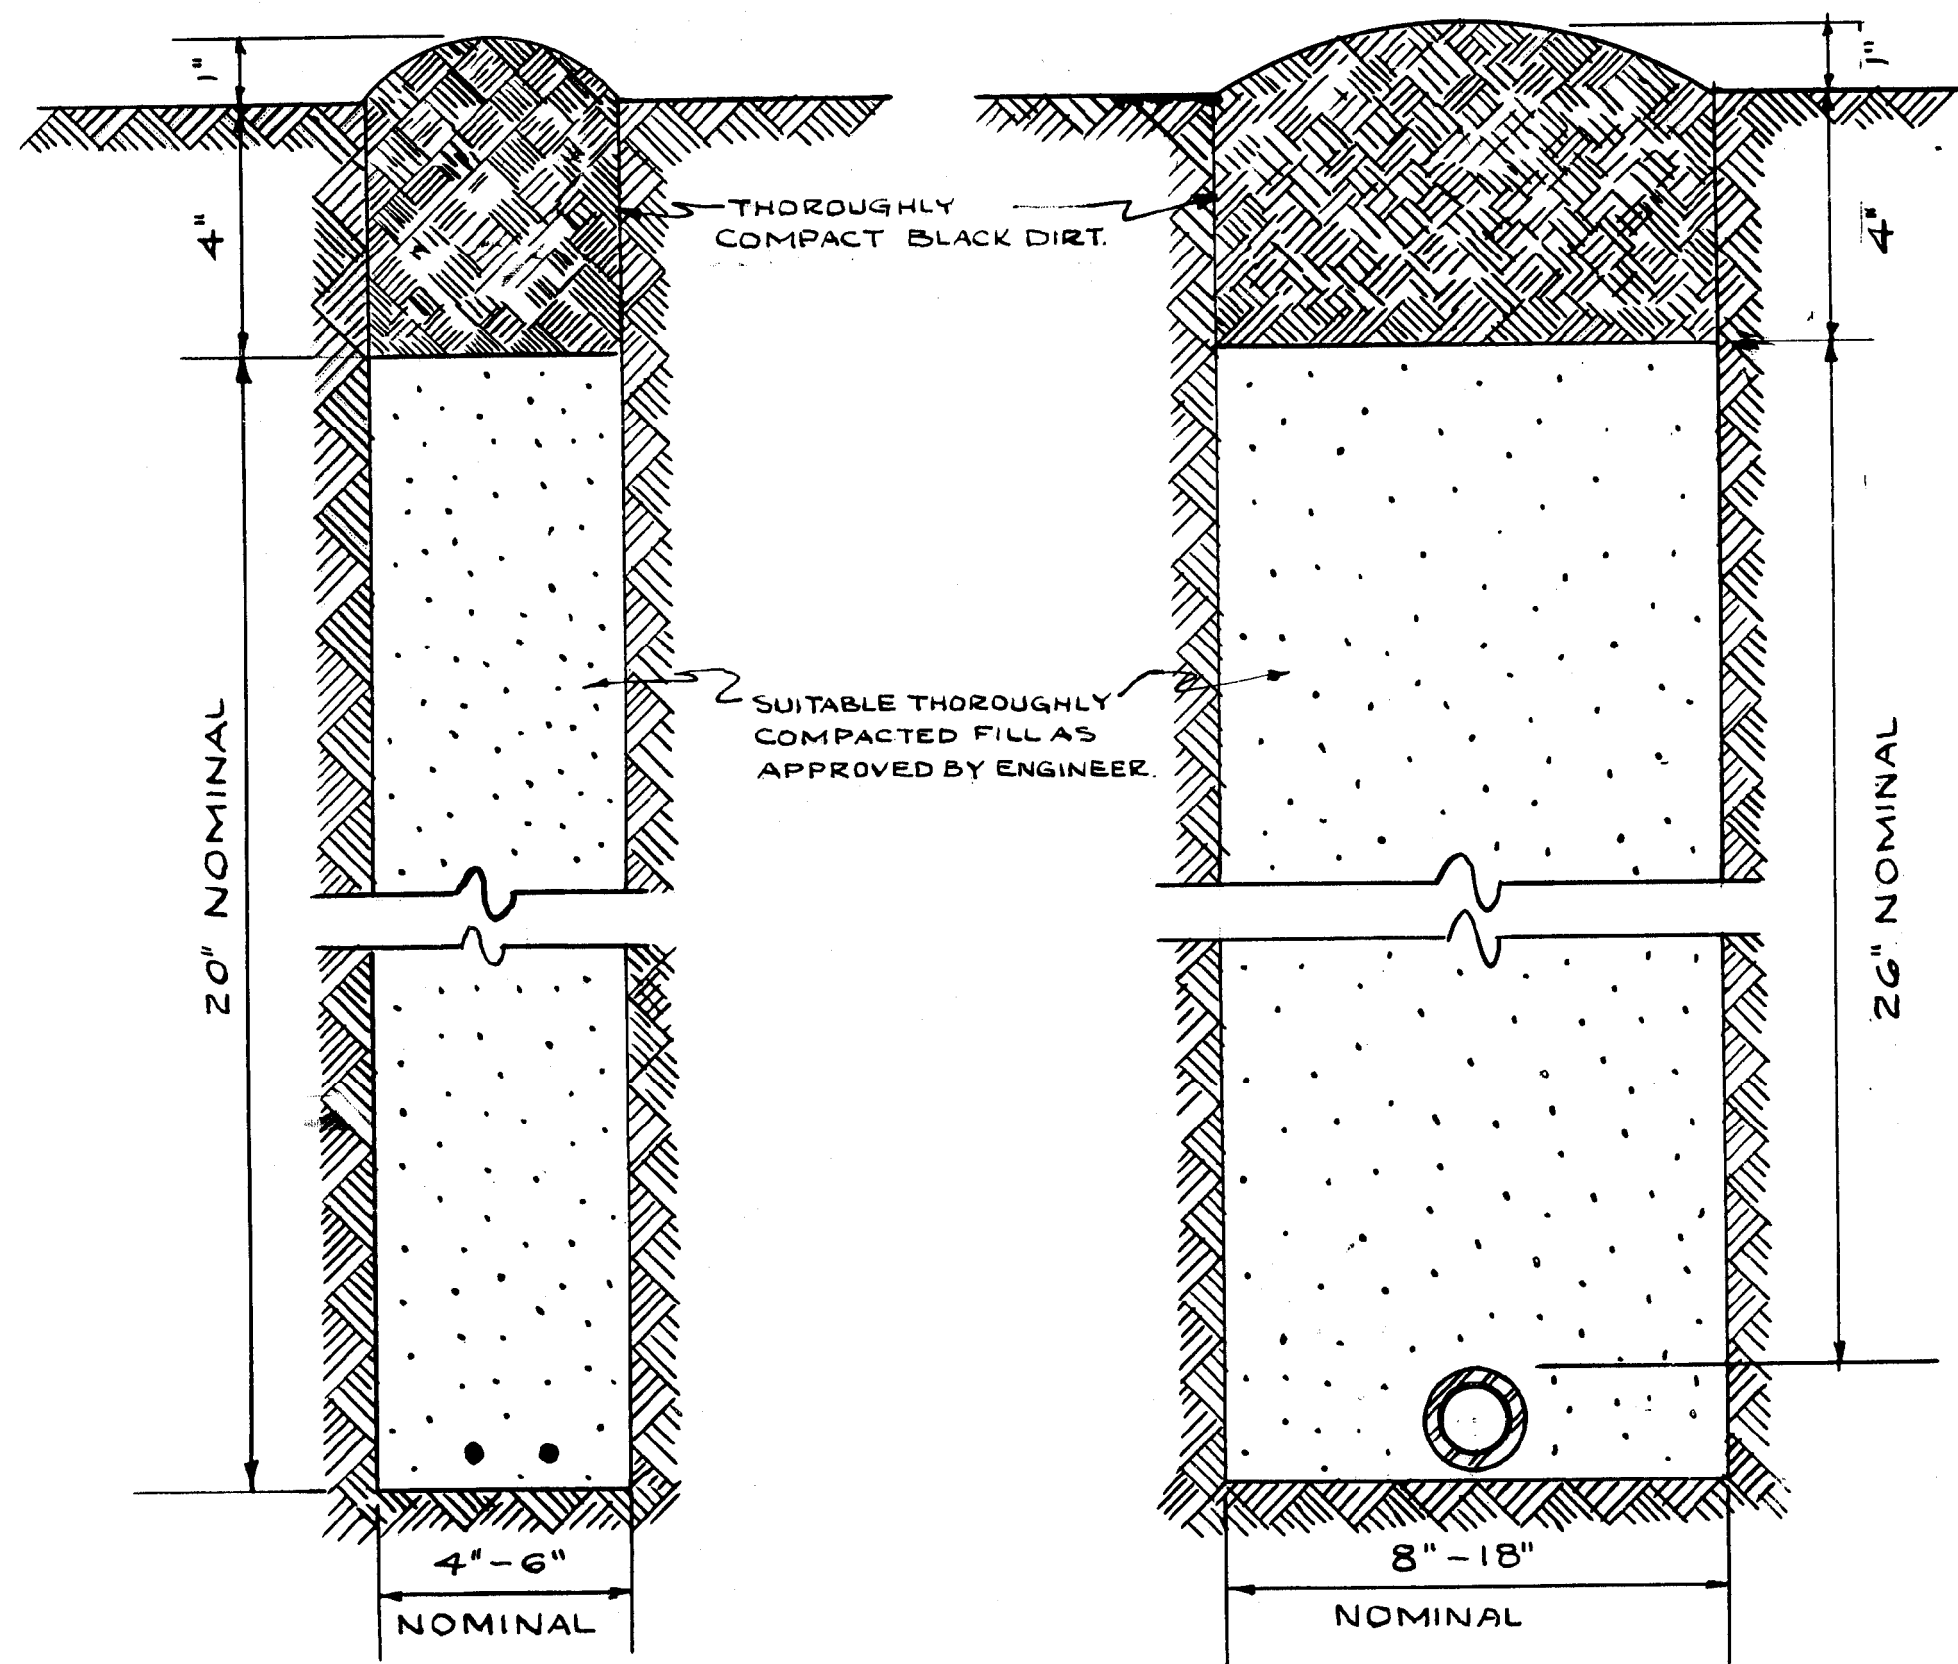 1"
1"
4"
4"
THOROUGHLY
COMPACT BLACK DIRT.
SUITABLE THOROUGHLY
COMPACTED FILL AS
APPROVED BY ENGINEER.
20" NOMINAL
26" NOMINAL
4"-6"
NOMINAL
8"-18"
NOMINAL